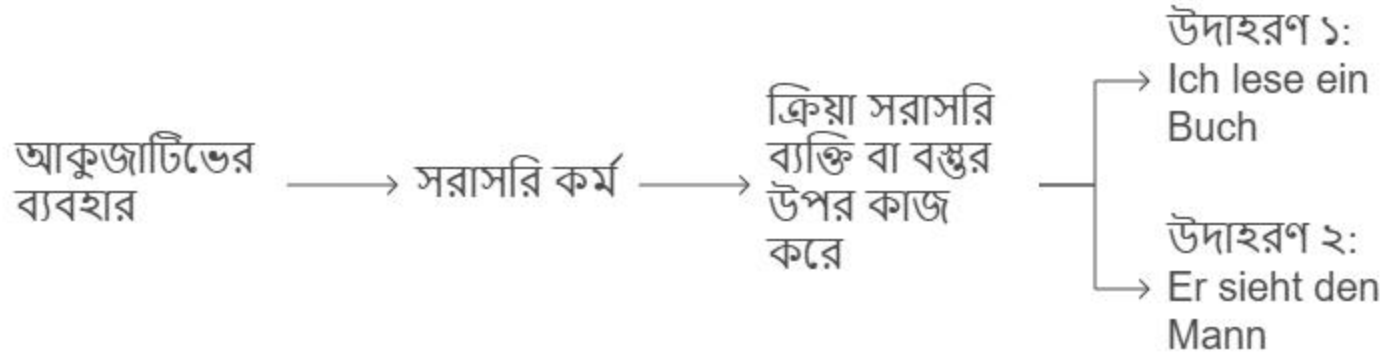 আকুজাটিভের
ব্যবহার
সরাসরি কর্ম
ক্রিয়া সরাসরি
ব্যক্তি বা বস্তুর
উপর কাজ
করে
উদাহরণ ১:
Ich lese ein
Buch
উদাহরণ ২:
Er sieht den
Mann